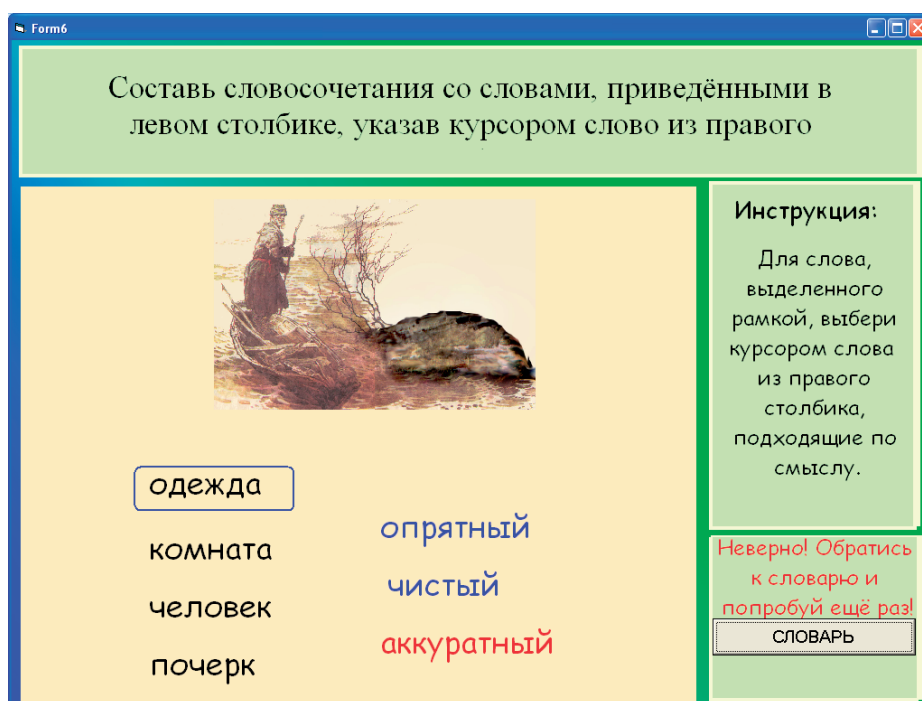 Form6
Составь словосочетания со словами, приведёнными в
левом столбике, указав курсором слово из правого
Инструкция:
Для слова,
выделенного
рамкой, выбери
курсором слова
из правого
столбика,
подходящие по
смыслу.
одежда
комната
человек
почерк
опрятный
чистый
аккуратный
Неверно! Обратись
к словарю и
попробуй ещё раз!
СЛОВАРЬ